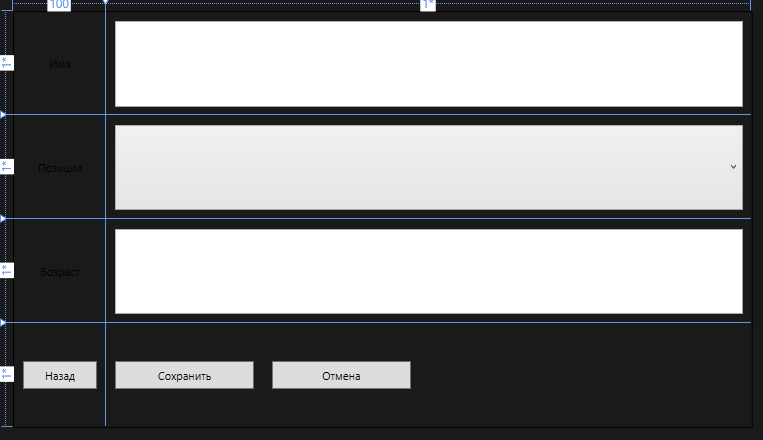 100
1*
1*
Имя
1*
Позиция
1*
Возраст
1*
Назад
Сохранить
Отмена